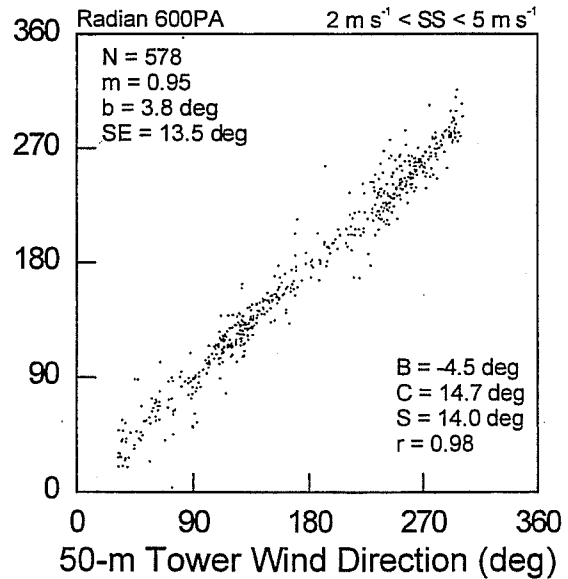 Radian 600PA 2 m s⁻¹ < SS < 5 m s⁻¹
360
N = 578
m = 0.95
b = 3.8 deg
SE = 13.5 deg
270
180
90
B = -4.5 deg
C = 14.7 deg
S = 14.0 deg
r = 0.98
0
0 90 180 270 360
50-m Tower Wind Direction (deg)